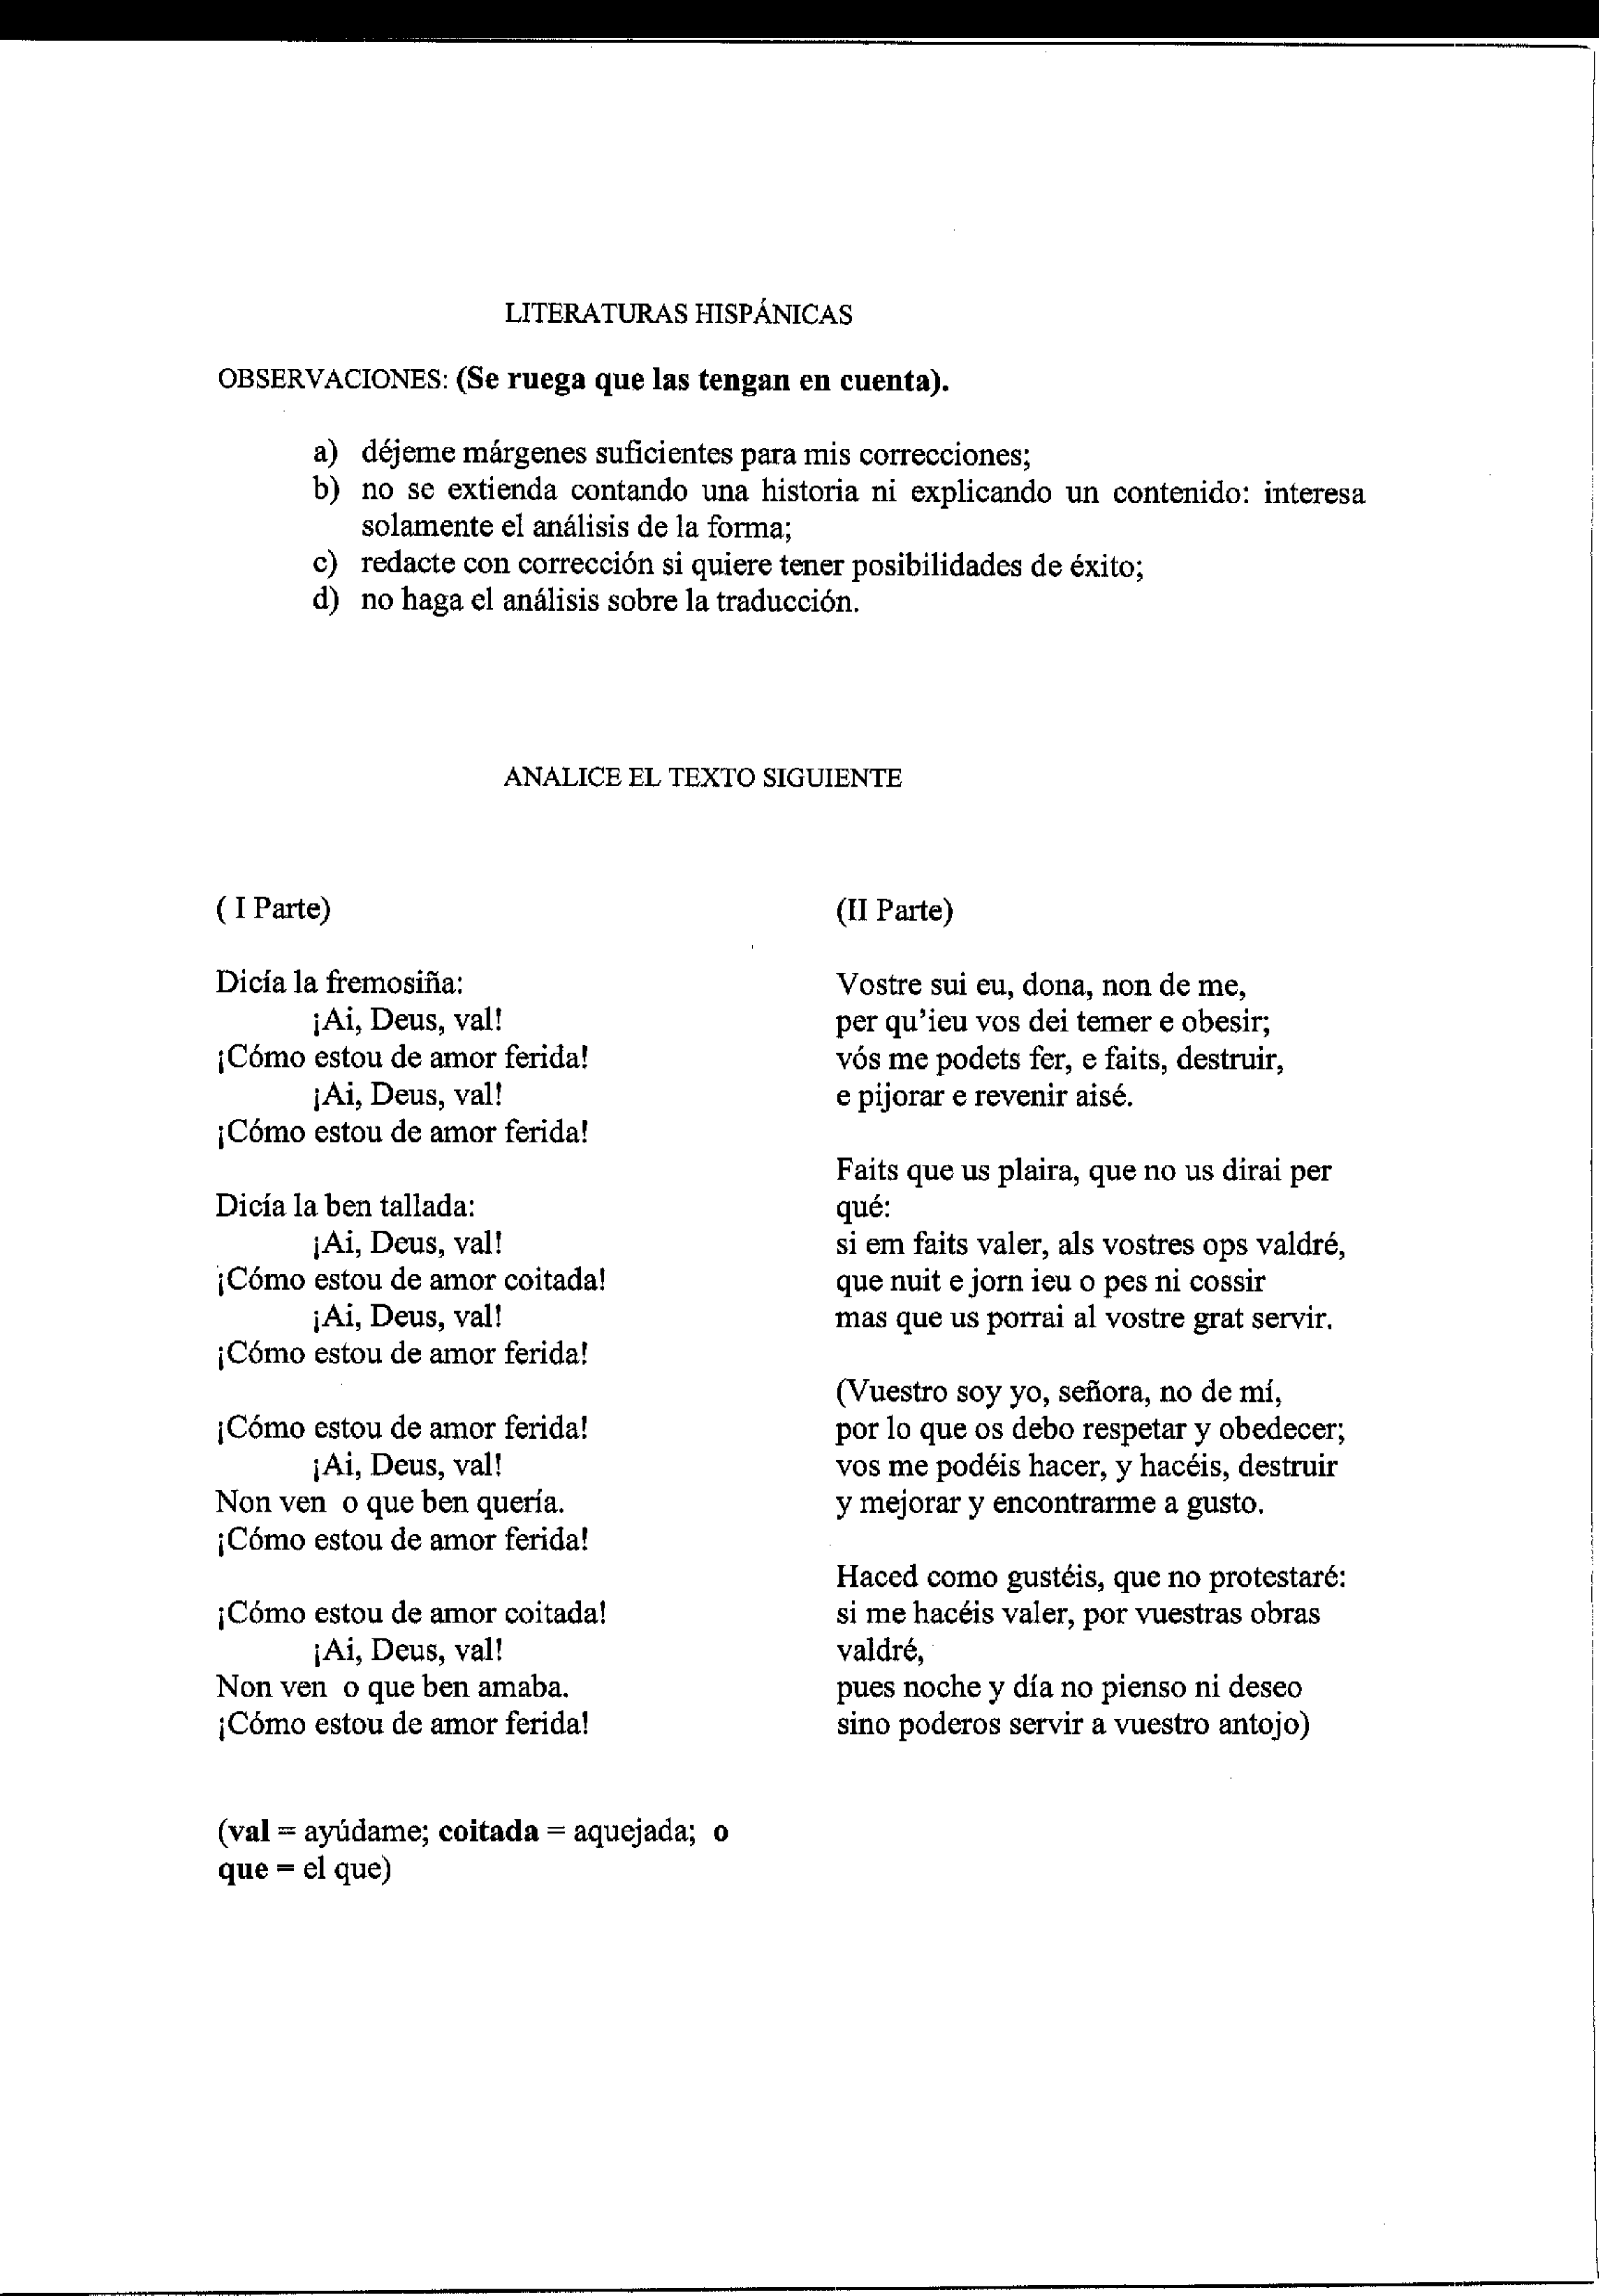 LITERATURAS HISPÁNICAS
OBSERVACIONES: (Se ruega que las tengan en cuenta).
a) déjeme márgenes suficientes para mis correcciones;
b) no se extienda contando una historia ni explicando un contenido: interesa
solamente el análisis de la forma;
c) redacte con corrección si quiere tener posibilidades de éxito;
d) no haga el análisis sobre la traducción.
ANALICE EL TEXTO SIGUIENTE
( I Parte)
Dicía la fremosiña:
¡Ai, Deus, val!
¡Cómo estou de amor ferida!
¡Ai, Deus, val!
¡Cómo estou de amor ferida!
Dicía la ben tallada:
¡Ai, Deus, val!
¡Cómo estou de amor coitada!
¡Ai, Deus, val!
¡Cómo estou de amor ferida!
¡Cómo estou de amor ferida!
¡Ai, Deus, val!
Non ven o que ben quería.
¡Cómo estou de amor ferida!
¡Cómo estou de amor coitada!
¡Ai, Deus, val!
Non ven o que ben amaba.
¡Cómo estou de amor ferida!
(val = ayúdame; coitada = aquejada; o
que = el que)
(II Parte)
Vostre sui eu, dona, non de me,
per qu'ieu vos dei temer e obesir;
vós me podets fer, e faits, destruir,
e pijorar e revenir aisé.
Faits que us plaira, que no us dirai per
qué:
si em faits valer, als vostres ops valdré,
que nuit e jorn ieu o pes ni cossir
mas que us porrai al vostre grat servir.
(Vuestro soy yo, señora, no de mí,
por lo que os debo respetar y obedecer;
vos me podéis hacer, y hacéis, destruir
y mejorar y encontrarme a gusto.
Haced como gustéis, que no protestaré:
si me hacéis valer, por vuestras obras
valdré,
pues noche y día no pienso ni deseo
sino poderos servir a vuestro antojo)